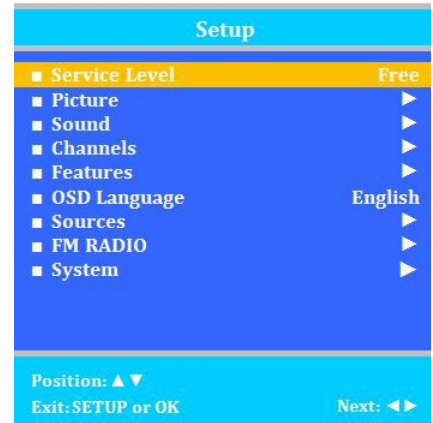 Setup
■ Service Level Free
■ Picture ▶
■ Sound ▶
■ Channels ▶
■ Features ▶
■ OSD Language English
■ Sources ▶
■ FM RADIO ▶
■ System ▶
Position: ▲ ▼
Exit: SETUP or OK Next: ◀ ▶